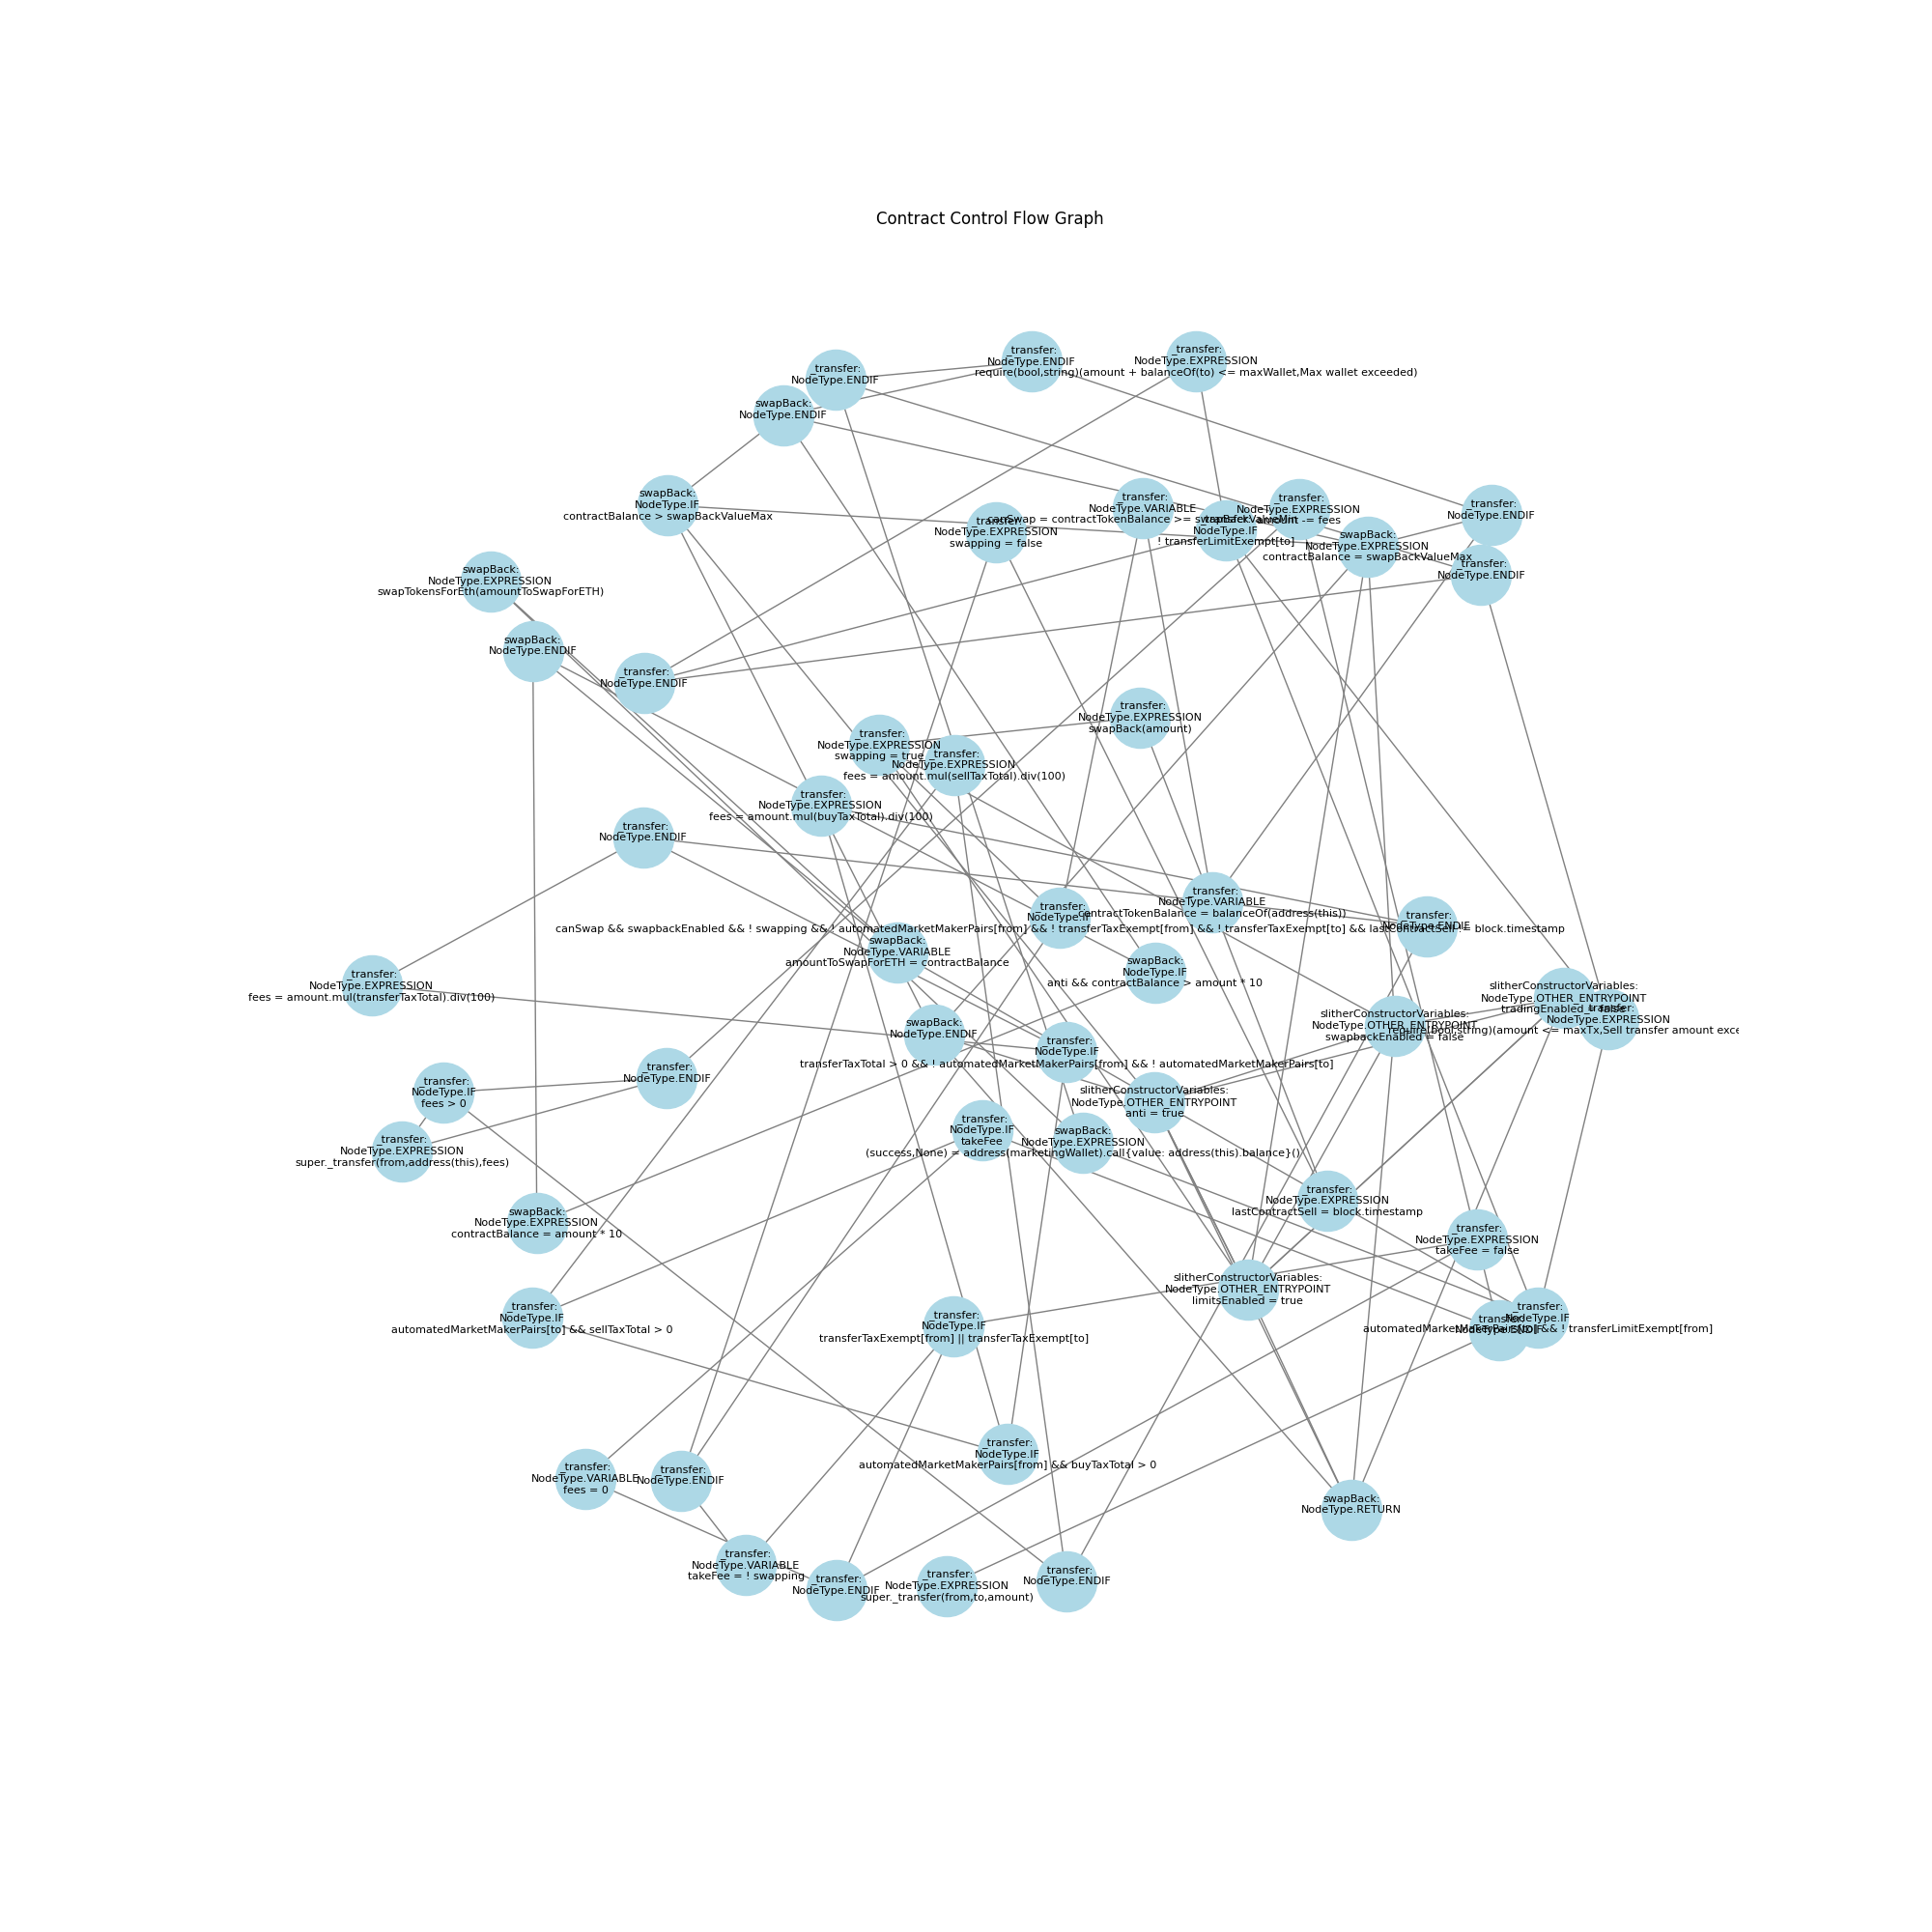 Contract Control Flow Graph
_transfer:
NodeType.ENDIF
_transfer:
NodeType.EXPRESSION
require(bool,string)(amount + balanceOf(to) <= maxWallet,Max wallet exceeded)
_transfer:
NodeType.ENDIF
swapBack:
NodeType.ENDIF
swapBack:
NodeType.IF
contractBalance > swapBackValueMax
_transfer:
NodeType.EXPRESSION
swapping = false
_transfer:
NodeType.VARIABLE
canSwap = contractTokenBalance >= swapBackValueMin
_transfer:
NodeType.IF
! transferLimitExempt[to]
_transfer:
NodeType.EXPRESSION
amount -= fees
swapBack:
NodeType.EXPRESSION
contractBalance = swapBackValueMax
_transfer:
NodeType.ENDIF
_transfer:
NodeType.ENDIF
swapBack:
NodeType.EXPRESSION
swapTokensForEth(amountToSwapForETH)
swapBack:
NodeType.ENDIF
_transfer:
NodeType.ENDIF
_transfer:
NodeType.EXPRESSION
swapBack(amount)
_transfer:
NodeType.EXPRESSION
swapping = true
_transfer:
NodeType.EXPRESSION
fees = amount.mul(sellTaxTotal).div(100)
_transfer:
NodeType.EXPRESSION
fees = amount.mul(buyTaxTotal).div(100)
_transfer:
NodeType.ENDIF
_transfer:
NodeType.IF
canSwap && swapbackEnabled && ! swapping && ! automatedMarketMakerPairs[from] && ! transferTaxExempt[from] && ! transferTaxExempt[to] && lastContractSell != block.timestamp
_transfer:
NodeType.VARIABLE
contractTokenBalance = balanceOf(address(this))
_transfer:
NodeType.ENDIF
swapBack:
NodeType.VARIABLE
amountToSwapForETH = contractBalance
swapBack:
NodeType.IF
anti && contractBalance > amount * 10
_transfer:
NodeType.EXPRESSION
fees = amount.mul(transferTaxTotal).div(100)
slitherConstructorVariables:
NodeType.OTHER_ENTRYPOINT
tradingEnabled = false
_transfer:
NodeType.EXPRESSION
require(bool,string)(amount <= maxTx,Sell transfer amount exce
slitherConstructorVariables:
NodeType.OTHER_ENTRYPOINT
swapbackEnabled = false
swapBack:
NodeType.ENDIF
_transfer:
NodeType.IF
transferTaxTotal > 0 && ! automatedMarketMakerPairs[from] && ! automatedMarketMakerPairs[to]
_transfer:
NodeType.ENDIF
_transfer:
NodeType.IF
fees > 0
slitherConstructorVariables:
NodeType.OTHER_ENTRYPOINT
anti = true
_transfer:
NodeType.IF
takeFee
swapBack:
NodeType.EXPRESSION
(success,None) = address(marketingWallet).call{value: address(this).balance}()
_transfer:
NodeType.EXPRESSION
super._transfer(from,address(this),fees)
_transfer:
NodeType.EXPRESSION
lastContractSell = block.timestamp
swapBack:
NodeType.EXPRESSION
contractBalance = amount * 10
_transfer:
NodeType.EXPRESSION
takeFee = false
slitherConstructorVariables:
NodeType.OTHER_ENTRYPOINT
limitsEnabled = true
_transfer:
NodeType.IF
automatedMarketMakerPairs[to] && sellTaxTotal > 0
_transfer:
NodeType.IF
transferTaxExempt[from] || transferTaxExempt[to]
_transfer:
NodeType.ENDIF
_transfer:
NodeType.IF
automatedMarketMakerPairs[to] && ! transferLimitExempt[from]
_transfer:
NodeType.IF
automatedMarketMakerPairs[from] && buyTaxTotal > 0
_transfer:
NodeType.VARIABLE
fees = 0
_transfer:
NodeType.ENDIF
swapBack:
NodeType.RETURN
_transfer:
NodeType.VARIABLE
takeFee = ! swapping
_transfer:
NodeType.ENDIF
_transfer:
NodeType.EXPRESSION
super._transfer(from,to,amount)
_transfer:
NodeType.ENDIF